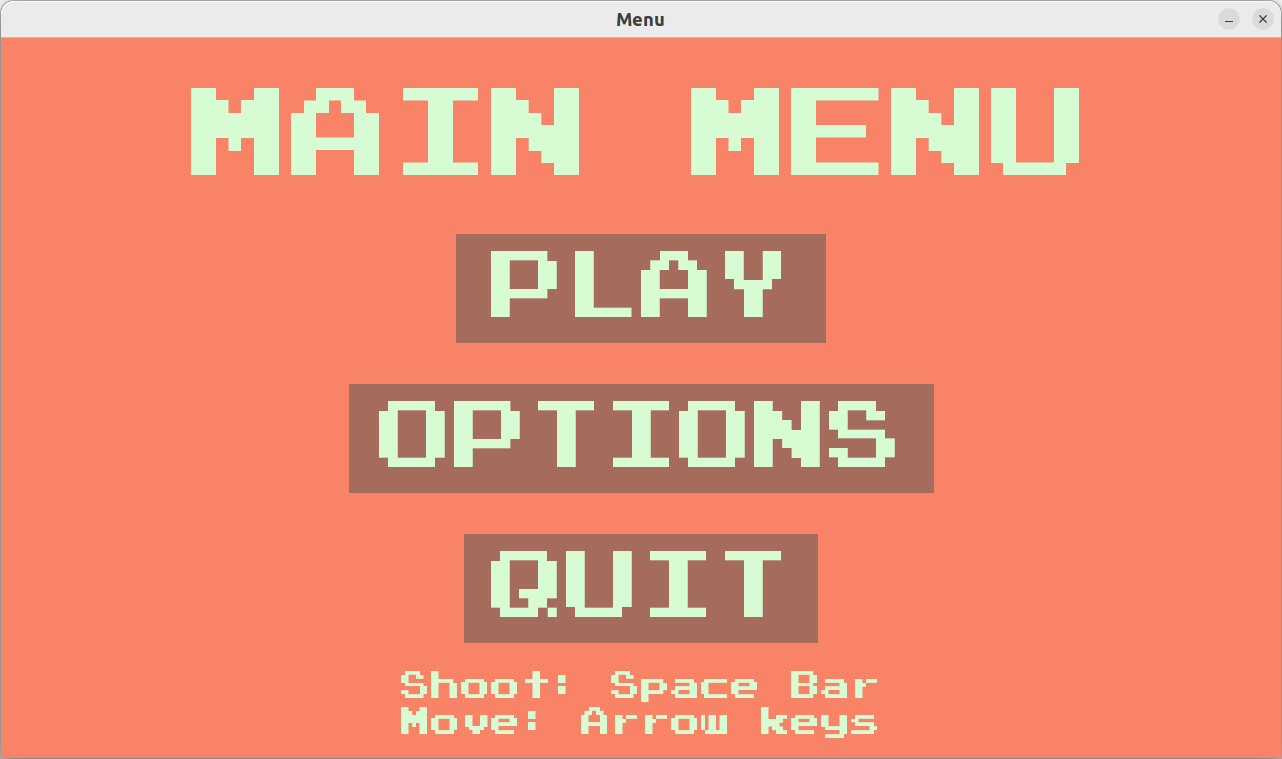 Menu
MAIN MENU
PLAY
OPTIONS
QUIT
Shoot: Space Bar
Move: Arrow keys